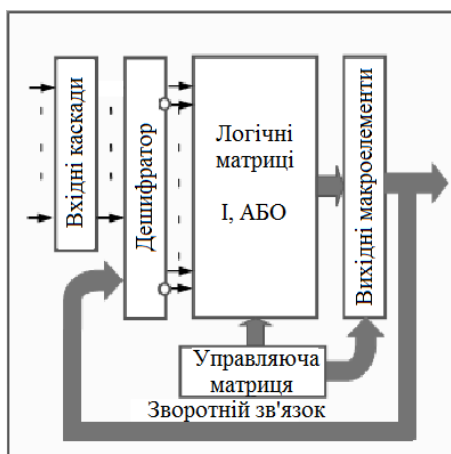 Вхідні каскади
Дешифратор
Логічні
матриці
І, АБО
Вихідні макроелементи
Управляюча
матриця
Зворотній зв'язок